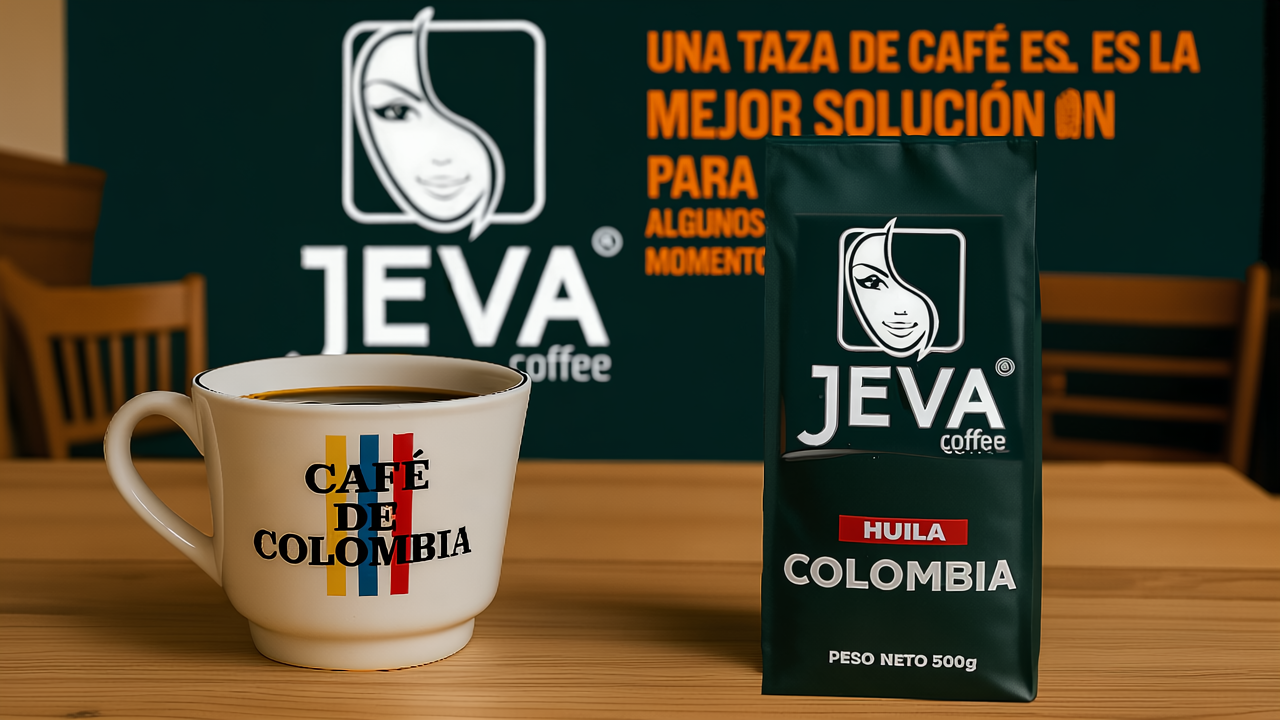 JEVA
coffee
UNA TAZA DE CAFÉ ES. ES LA
MEJOR SOLUCIÓN
PARA
ALGUNOS
MOMENTO
CAFÉ
DE
COLOMBIA
JEVA
coffee
HUILA
COLOMBIA
PESO NETO 500g